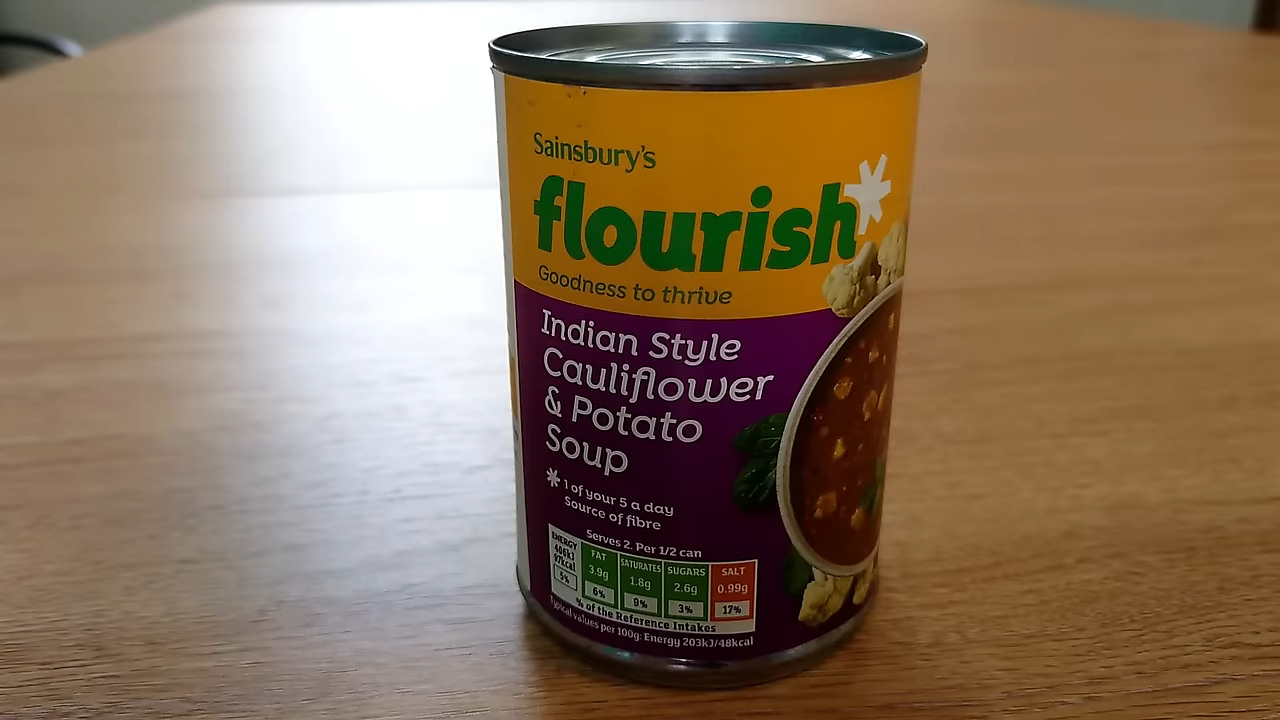 Sainsbury's
flourish*
Goodness to thrive
Indian Style
Cauliflower
& Potato
Soup
* 1 of your 5 a day
Source of fibre
Serves 2. Per 1/2 can
ENERGY FAT SATURATES SUGARS SALT
3.9g 1.8g 2.6g 0.99g
5% 6% 9% 3% 17%
% of the Reference Intakes
Typical values per 100g: Energy 203kJ/48kcal